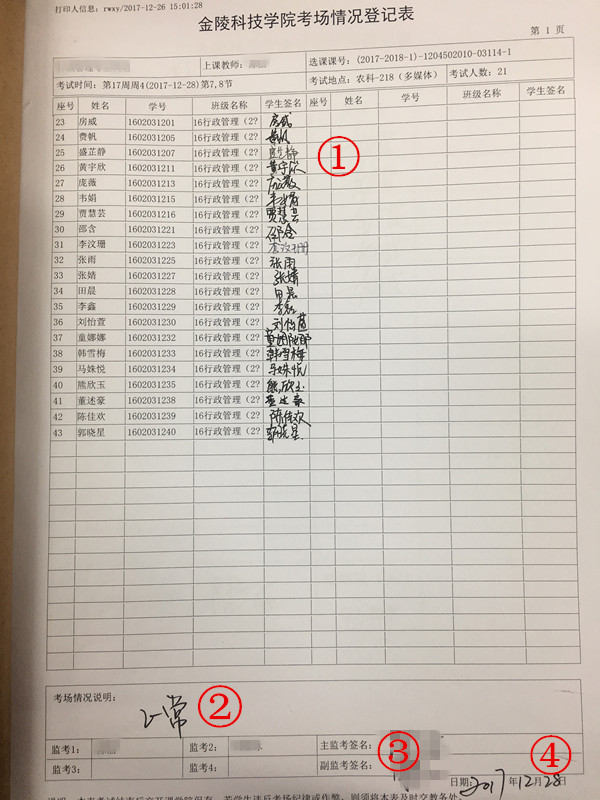 打印人信息: rwxy/2017-12-26 15:01:28
金陵科技学院考场情况登记表
第 1 页
上课教师: 选课课号: (2017-2018-1)-1204502010-03114-1
考试时间: 第17周周4(2017-12-28)第7,8节 考试地点: 农科-218 (多媒体) 考试人数: 21
座号 姓名 学号 班级名称 学生签名 座号 姓名 学号 班级名称 学生签名
23 房威 1602031201 16行政管理（2? 房威
24 费帆 1602031205 16行政管理（2? 费帆
25 盛芷静 1602031207 16行政管理（2? 盛芷静
26 黄宇欣 1602031211 16行政管理（2? 黄宇欣
27 庞薇 1602031213 16行政管理（2? 庞薇
28 韦娟 1602031215 16行政管理（2? 韦娟
29 贾慧芸 1602031216 16行政管理（2? 贾慧芸
30 邵含 1602031221 16行政管理（2? 邵含
31 李汶珊 1602031223 16行政管理（2? 李汶珊
32 张雨 1602031225 16行政管理（2? 张雨
33 张婧 1602031227 16行政管理（2? 张婧
34 田晨 1602031228 16行政管理（2? 田晨
35 李鑫 1602031229 16行政管理（2? 李鑫
36 刘怡萱 1602031230 16行政管理（2? 刘怡萱
37 童娜娜 1602031232 16行政管理（2? 童娜娜
38 韩雪梅 1602031233 16行政管理（2? 韩雪梅
39 马姝悦 1602031234 16行政管理（2? 马姝悦
40 熊欣玉 1602031235 16行政管理（2? 熊欣玉
41 董述豪 1602031238 16行政管理（2? 董述豪
42 陈佳欢 1602031239 16行政管理（2? 陈佳欢
43 郭晓星 1602031240 16行政管理（2? 郭晓星
①
考场情况说明:
正常 ②
监考1: 监考2: 主监考签名: ③
监考3: 监考4: 副监考签名:
④
日期: 2017 年 12 月 28 日
说明: 本表考试结束后交开课学院保存，若学生违反考场纪律或作弊，则须将本表及时交教务处